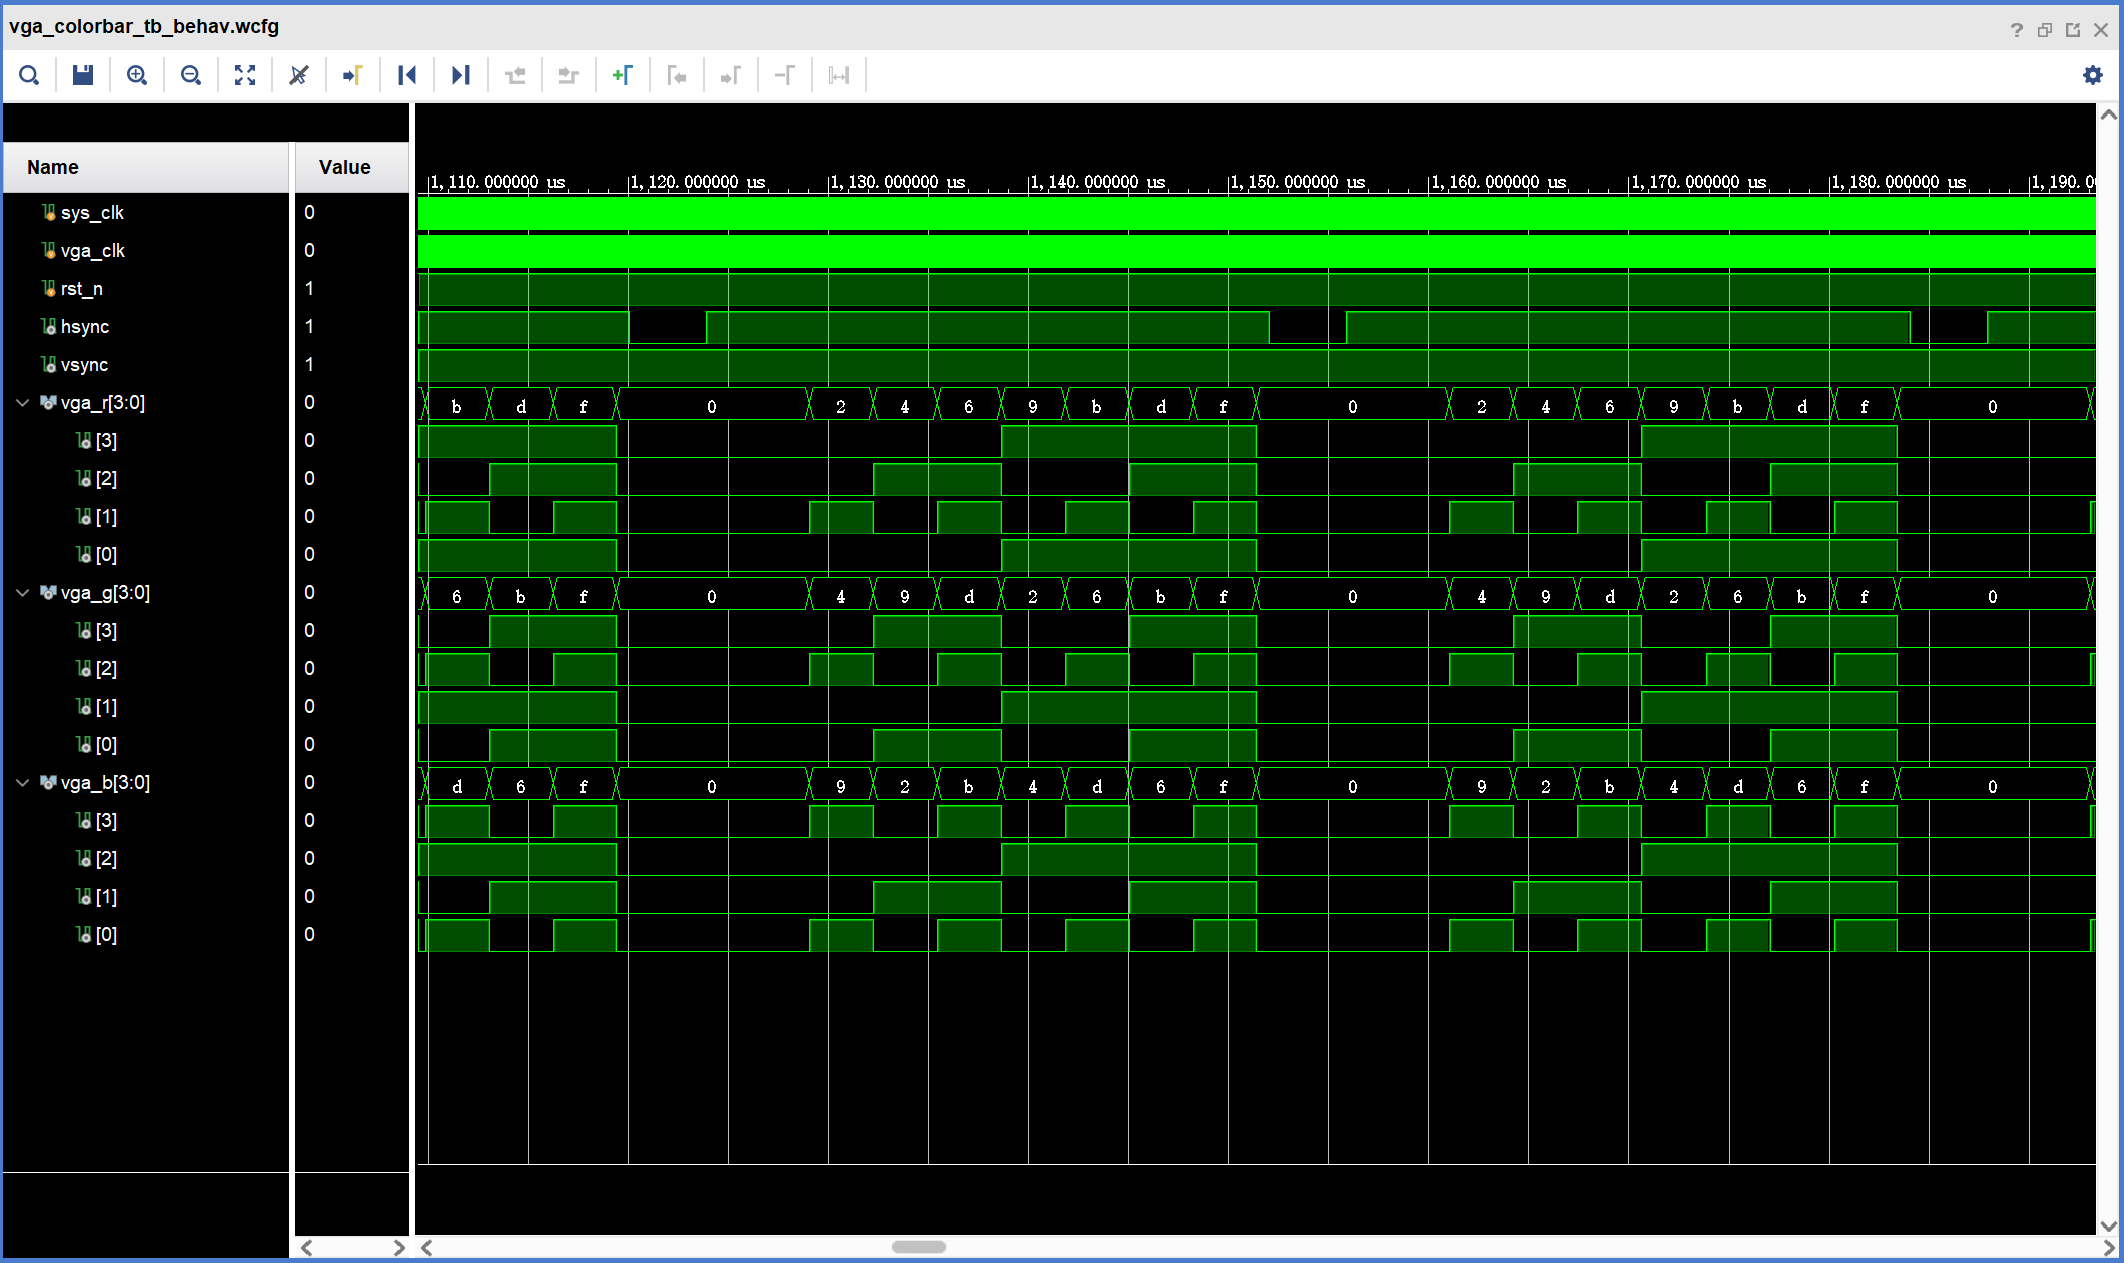 vga_colorbar_tb_behav.wcfg
?
Name Value
1,110.000000 us 1,120.000000 us 1,130.000000 us 1,140.000000 us 1,150.000000 us 1,160.000000 us 1,170.000000 us 1,180.000000 us 1,190.0
sys_clk 0
vga_clk 0
rst_n 1
hsync 1
vsync 1
vga_r[3:0] 0 b d f 0 2 4 6 9 b d f 0 2 4 6 9 b d f 0
[3] 0
[2] 0
[1] 0
[0] 0
vga_g[3:0] 0 6 b f 0 4 9 d 2 6 b f 0 4 9 d 2 6 b f 0
[3] 0
[2] 0
[1] 0
[0] 0
vga_b[3:0] 0 d 6 f 0 9 2 b 4 d 6 f 0 9 2 b 4 d 6 f 0
[3] 0
[2] 0
[1] 0
[0] 0